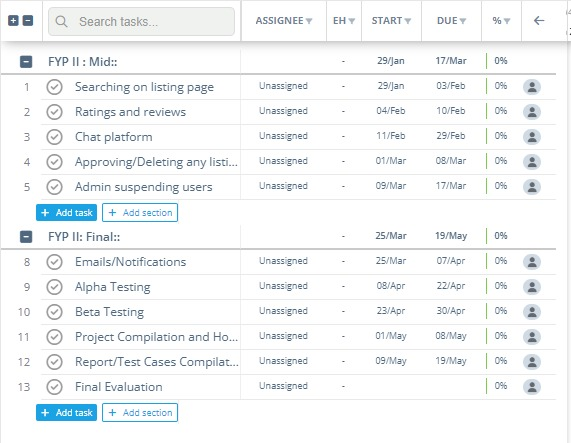 Search tasks... ASSIGNEE EH START DUE %
FYP II : Mid:: - 29/Jan 17/Mar 0%
1 Searching on listing page Unassigned - 29/Jan 03/Feb 0%
2 Ratings and reviews Unassigned - 04/Feb 10/Feb 0%
3 Chat platform Unassigned - 11/Feb 29/Feb 0%
4 Approving/Deleting any listi... Unassigned - 01/Mar 08/Mar 0%
5 Admin suspending users Unassigned - 09/Mar 17/Mar 0%
+ Add task + Add section
FYP II: Final:: - 25/Mar 19/May 0%
8 Emails/Notifications Unassigned - 25/Mar 07/Apr 0%
9 Alpha Testing Unassigned - 08/Apr 22/Apr 0%
10 Beta Testing Unassigned - 23/Apr 30/Apr 0%
11 Project Compilation and Ho... Unassigned - 01/May 08/May 0%
12 Report/Test Cases Compilat... Unassigned - 09/May 19/May 0%
13 Final Evaluation Unassigned - 0%
+ Add task + Add section